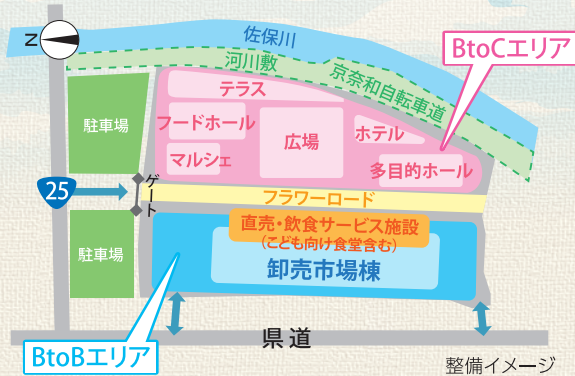 N
佐保川
河川敷
京奈和自転車道
BtoCエリア
テラス
駐車場
フードホール
広場
ホテル
マルシェ
多目的ホール
25
ゲート
フラワーロード
直売・飲食サービス施設
(こども向け食堂含む)
駐車場
卸売市場棟
県道
BtoBエリア
整備イメージ